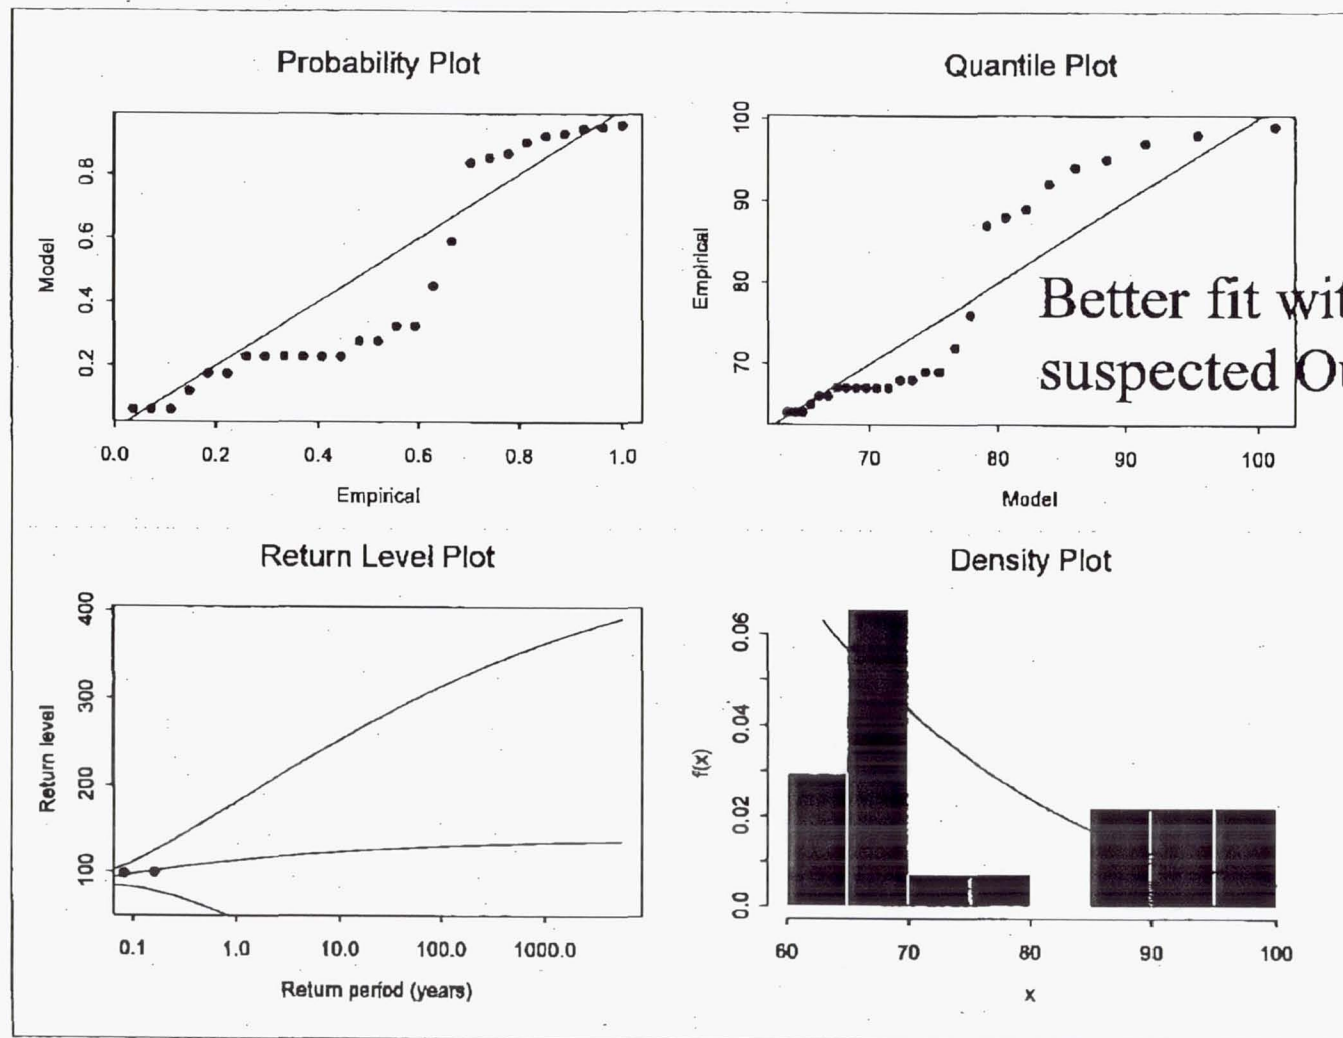 Probability Plot
Model
0.2 0.4 0.6 0.8
0.0 0.2 0.4 0.6 0.8 1.0
Empirical
Quantile Plot
Empirical
70 80 90 100
70 80 90 100
Model
Better fit wit
suspected Ou
Return Level Plot
Return level
100 200 300 400
0.1 1.0 10.0 100.0 1000.0
Return period (years)
Density Plot
f(x)
0.0 0.02 0.04 0.06
60 70 80 90 100
x